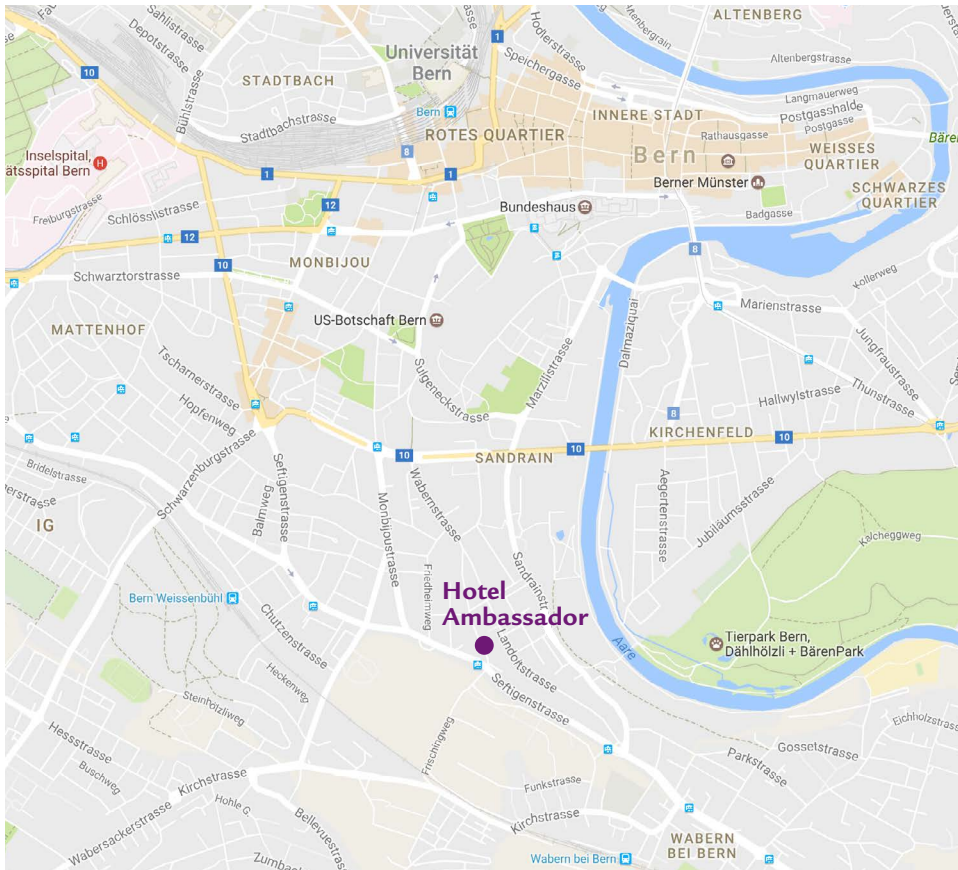 ALTENBERG
Sahlistrasse
Depotstrasse
Hodlerstrasse
Altenbergrain
1
Universität
Bern
Speichergasse
Altenbergstrasse
10
STADTBACH
Bühlstrasse
Langmauerweg
Postgasshalde
Postgasse
Bern
INNERE STADT
Stadtbachstrasse
ROTES QUARTIER
Rathausgasse
Bern
WEISSES
QUARTIER
8
Inselspital,
ätsspital Bern
H
1
1
Berner Münster
SCHWARZES
QUARTIER
Freiburgstrasse
Schlösslistrasse
12
Bundeshaus
Badgasse
12
10
MONBIJOU
8
Schwarztorstrasse
Kollerweg
US-Botschaft Bern
Dalmaziquai
Marienstrasse
MATTENHOF
Tscharnerstrasse
Sulgeneckstrasse
Marzilistrasse
Jungfraustrasse
Hopfenweg
Hallwylstrasse
Thunstrasse
8
KIRCHENFELD
10
10
SANDRAIN
10
Bridelstrasse
Schwarzenburgstrasse
Seftigenstrasse
Balmweg
Monbijoustrasse
Wabernstrasse
Aegertenstrasse
Jubiläumsstrasse
IG
Kalcheggweg
Friedheimweg
Sandrainstr.
Hotel
Ambassador
Bern Weissenbühl
Chutzenstrasse
Landoltstrasse
Aare
Tierpark Bern,
Dählhölzli + BärenPark
Heckenweg
Steinhölzliweg
Seftigenstrasse
Eichholzstrasse
Hessstrasse
Frischingweg
Parkstrasse
Gossetstrasse
Buschweg
Kirchstrasse
Hohle G.
Funkstrasse
Kirchstrasse
Wabersackerstrasse
Bellevuestrasse
WABERN
BEI BERN
Wabern bei Bern